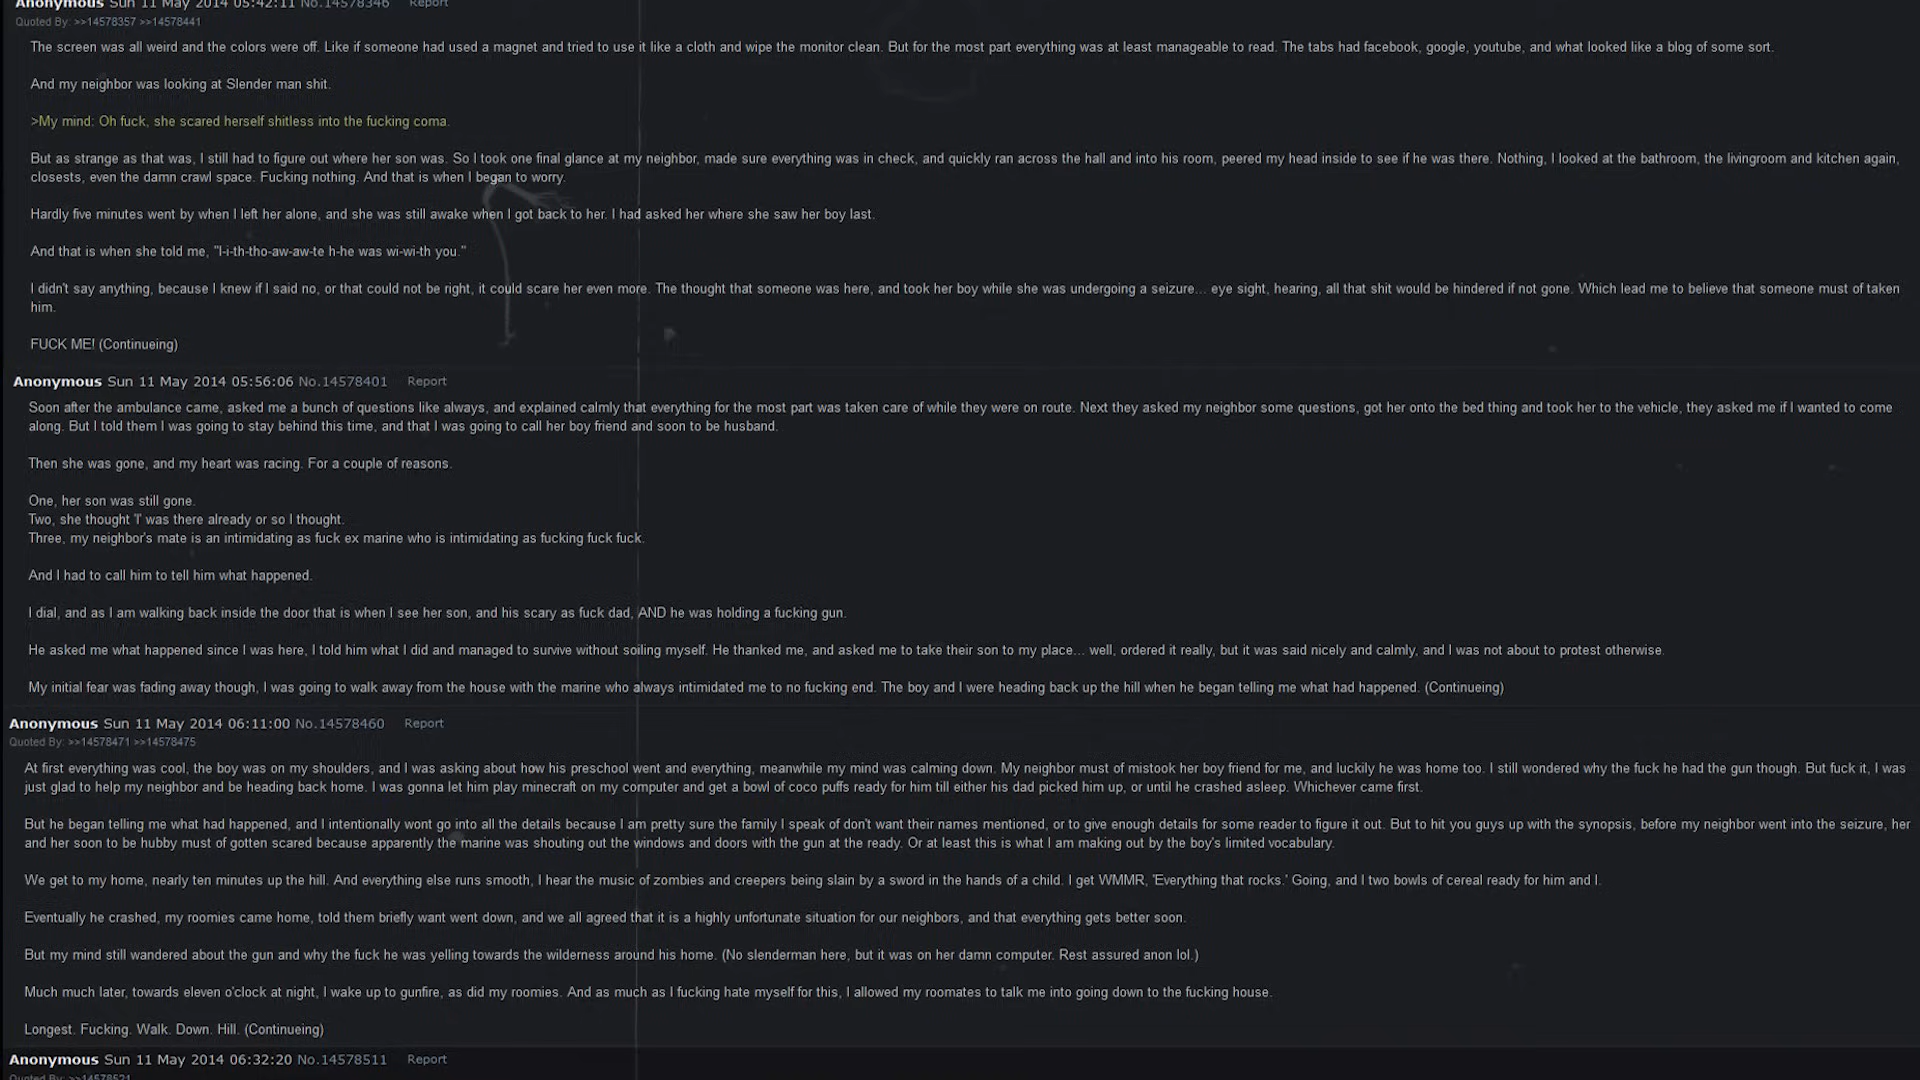 Anonymous Sun 11 May 2014 05:42:11 No.14578346 Report
Quoted By: >>14578357 >>14578441
The screen was all weird and the colors were off. Like if someone had used a magnet and tried to use it like a cloth and wipe the monitor clean. But for the most part everything was at least manageable to read. The tabs had facebook, google, youtube, and what looked like a blog of some sort.
And my neighbor was looking at Slender man shit.
>My mind: Oh fuck, she scared herself shitless into the fucking coma.
But as strange as that was, I still had to figure out where her son was. So I took one final glance at my neighbor, made sure everything was in check, and quickly ran across the hall and into his room, peered my head inside to see if he was there. Nothing, I looked at the bathroom, the livingroom and kitchen again,
closests, even the damn crawl space. Fucking nothing. And that is when I began to worry.
Hardly five minutes went by when I left her alone, and she was still awake when I got back to her. I had asked her where she saw her boy last.
And that is when she told me, "I-i-th-tho-aw-aw-te h-he was wi-wi-th you."
I didn't say anything, because I knew if I said no, or that could not be right, it could scare her even more. The thought that someone was here, and took her boy while she was undergoing a seizure... eye sight, hearing, all that shit would be hindered if not gone. Which lead me to believe that someone must of taken
him.
FUCK ME! (Continueing)
Anonymous Sun 11 May 2014 05:56:06 No.14578401 Report
Soon after the ambulance came, asked me a bunch of questions like always, and explained calmly that everything for the most part was taken care of while they were on route. Next they asked my neighbor some questions, got her onto the bed thing and took her to the vehicle, they asked me if I wanted to come
along. But I told them I was going to stay behind this time, and that I was going to call her boy friend and soon to be husband.
Then she was gone, and my heart was racing. For a couple of reasons.
One, her son was still gone.
Two, she thought 'I' was there already or so I thought.
Three, my neighbor's mate is an intimidating as fuck ex marine who is intimidating as fucking fuck fuck.
And I had to call him to tell him what happened.
I dial, and as I am walking back inside the door that is when I see her son, and his scary as fuck dad, AND he was holding a fucking gun.
He asked me what happened since I was here, I told him what I did and managed to survive without soiling myself. He thanked me, and asked me to take their son to my place... well, ordered it really, but it was said nicely and calmly, and I was not about to protest otherwise.
My initial fear was fading away though, I was going to walk away from the house with the marine who always intimidated me to no fucking end. The boy and I were heading back up the hill when he began telling me what had happened. (Continueing)
Anonymous Sun 11 May 2014 06:11:00 No.14578460 Report
Quoted By: >>14578471 >>14578475
At first everything was cool, the boy was on my shoulders, and I was asking about how his preschool went and everything, meanwhile my mind was calming down. My neighbor must of mistook her boy friend for me, and luckily he was home too. I still wondered why the fuck he had the gun though. But fuck it, I was
just glad to help my neighbor and be heading back home. I was gonna let him play minecraft on my computer and get a bowl of coco puffs ready for him till either his dad picked him up, or until he crashed asleep. Whichever came first.
But he began telling me what had happened, and I intentionally wont go into all the details because I am pretty sure the family I speak of don't want their names mentioned, or to give enough details for some reader to figure it out. But to hit you guys up with the synopsis, before my neighbor went into the seizure, her
and her soon to be hubby must of gotten scared because apparently the marine was shouting out the windows and doors with the gun at the ready. Or at least this is what I am making out by the boy's limited vocabulary.
We get to my home, nearly ten minutes up the hill. And everything else runs smooth, I hear the music of zombies and creepers being slain by a sword in the hands of a child. I get WMMR, 'Everything that rocks.' Going, and I two bowls of cereal ready for him and I.
Eventually he crashed, my roomies came home, told them briefly want went down, and we all agreed that it is a highly unfortunate situation for our neighbors, and that everything gets better soon.
But my mind still wandered about the gun and why the fuck he was yelling towards the wilderness around his home. (No slenderman here, but it was on her damn computer. Rest assured anon lol.)
Much much later, towards eleven o'clock at night, I wake up to gunfire, as did my roomies. And as much as I fucking hate myself for this, I allowed my roomates to talk me into going down to the fucking house.
Longest. Fucking. Walk. Down. Hill. (Continueing)
Anonymous Sun 11 May 2014 06:32:20 No.14578511 Report
Quoted By: >>14578521